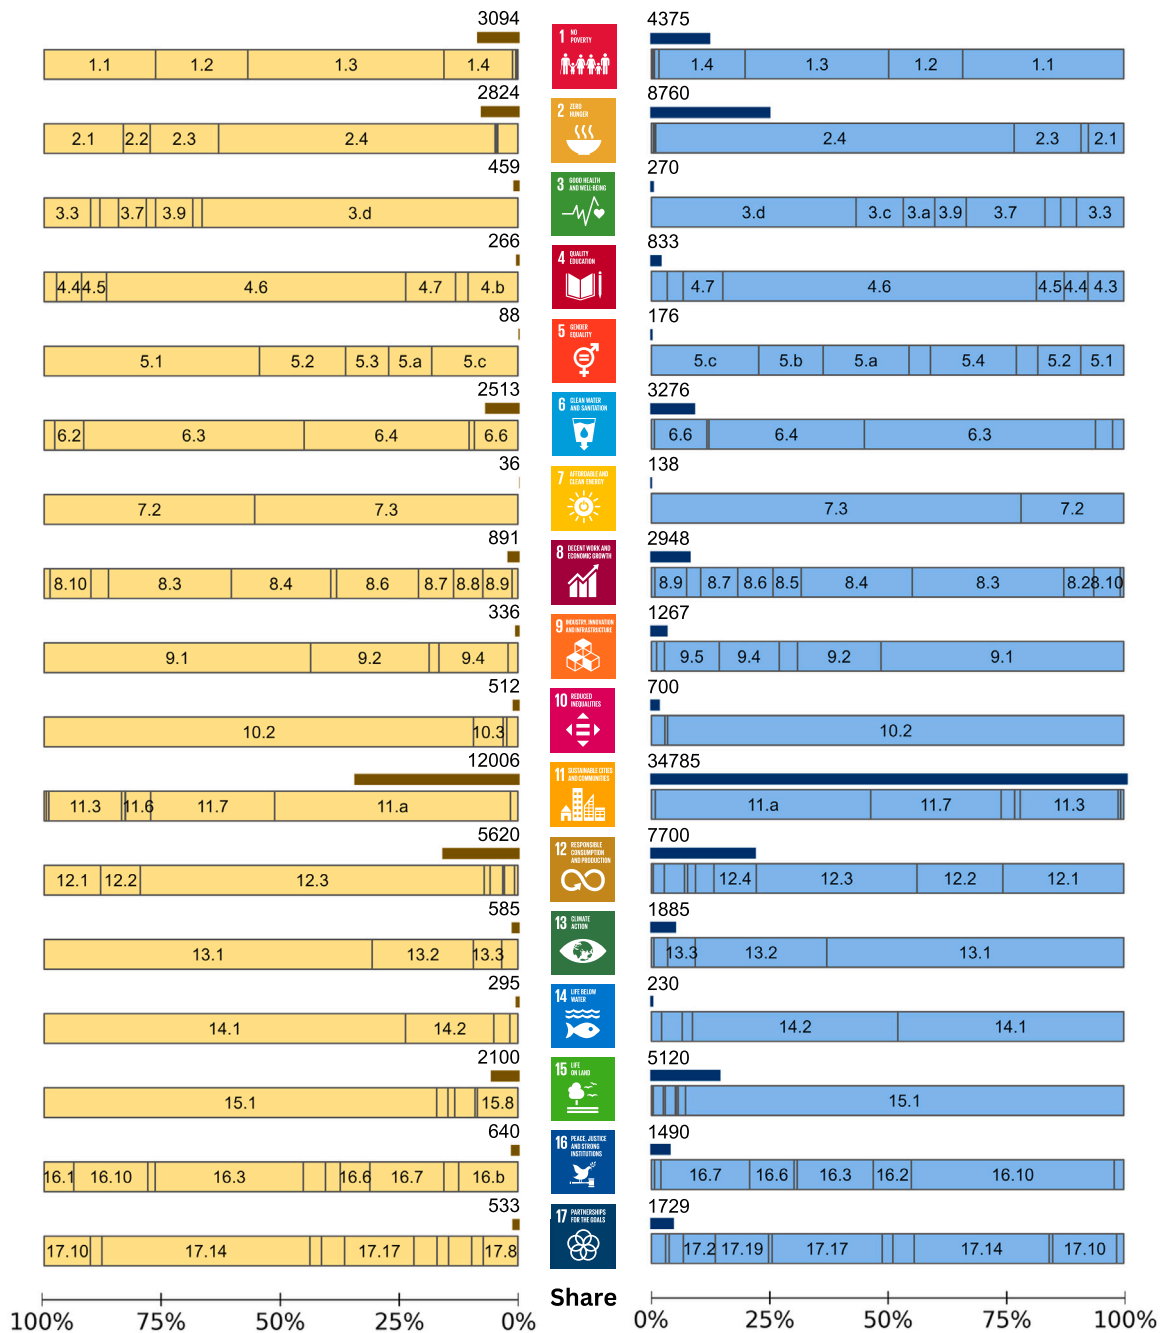 3094
4375
1 NO
POVERTY
1.1 1.2 1.3 1.4
1.4 1.3 1.2 1.1
2824
8760
2 ZERO
HUNGER
2.1 2.2 2.3 2.4
2.4 2.3 2.1
459
270
3 GOOD HEALTH
AND WELL-BEING
3.3 3.7 3.9 3.d
3.d 3.c 3.a 3.9 3.7 3.3
266
833
4 QUALITY
EDUCATION
4.4 4.5 4.6 4.7 4.b
4.7 4.6 4.5 4.4 4.3
88
176
5 GENDER
EQUALITY
5.1 5.2 5.3 5.a 5.c
5.c 5.b 5.a 5.4 5.2 5.1
2513
3276
6 CLEAN WATER
AND SANITATION
6.2 6.3 6.4 6.6
6.6 6.4 6.3
36
138
7 AFFORDABLE AND
CLEAN ENERGY
7.2 7.3
7.3 7.2
891
2948
8 DECENT WORK AND
ECONOMIC GROWTH
8.10 8.3 8.4 8.6 8.7 8.8 8.9
8.9 8.7 8.6 8.5 8.4 8.3 8.2 8.10
336
1267
9 INDUSTRY, INNOVATION
AND INFRASTRUCTURE
9.1 9.2 9.4
9.5 9.4 9.2 9.1
512
700
10 REDUCED
INEQUALITIES
10.2 10.3
10.2
12006
34785
11 SUSTAINABLE CITIES
AND COMMUNITIES
11.3 11.6 11.7 11.a
11.a 11.7 11.3
5620
7700
12 RESPONSIBLE
CONSUMPTION
AND PRODUCTION
12.1 12.2 12.3
12.4 12.3 12.2 12.1
585
1885
13 CLIMATE
ACTION
13.1 13.2 13.3
13.3 13.2 13.1
295
230
14 LIFE BELOW
WATER
14.1 14.2
14.2 14.1
2100
5120
15 LIFE
ON LAND
15.1 15.8
15.1
640
1490
16 PEACE, JUSTICE
AND STRONG
INSTITUTIONS
16.1 16.10 16.3 16.6 16.7 16.b
16.7 16.6 16.3 16.2 16.10
533
1729
17 PARTNERSHIPS
FOR THE GOALS
17.10 17.14 17.17 17.8
17.2 17.19 17.17 17.14 17.10
Share
100% 75% 50% 25% 0%
0% 25% 50% 75% 100%